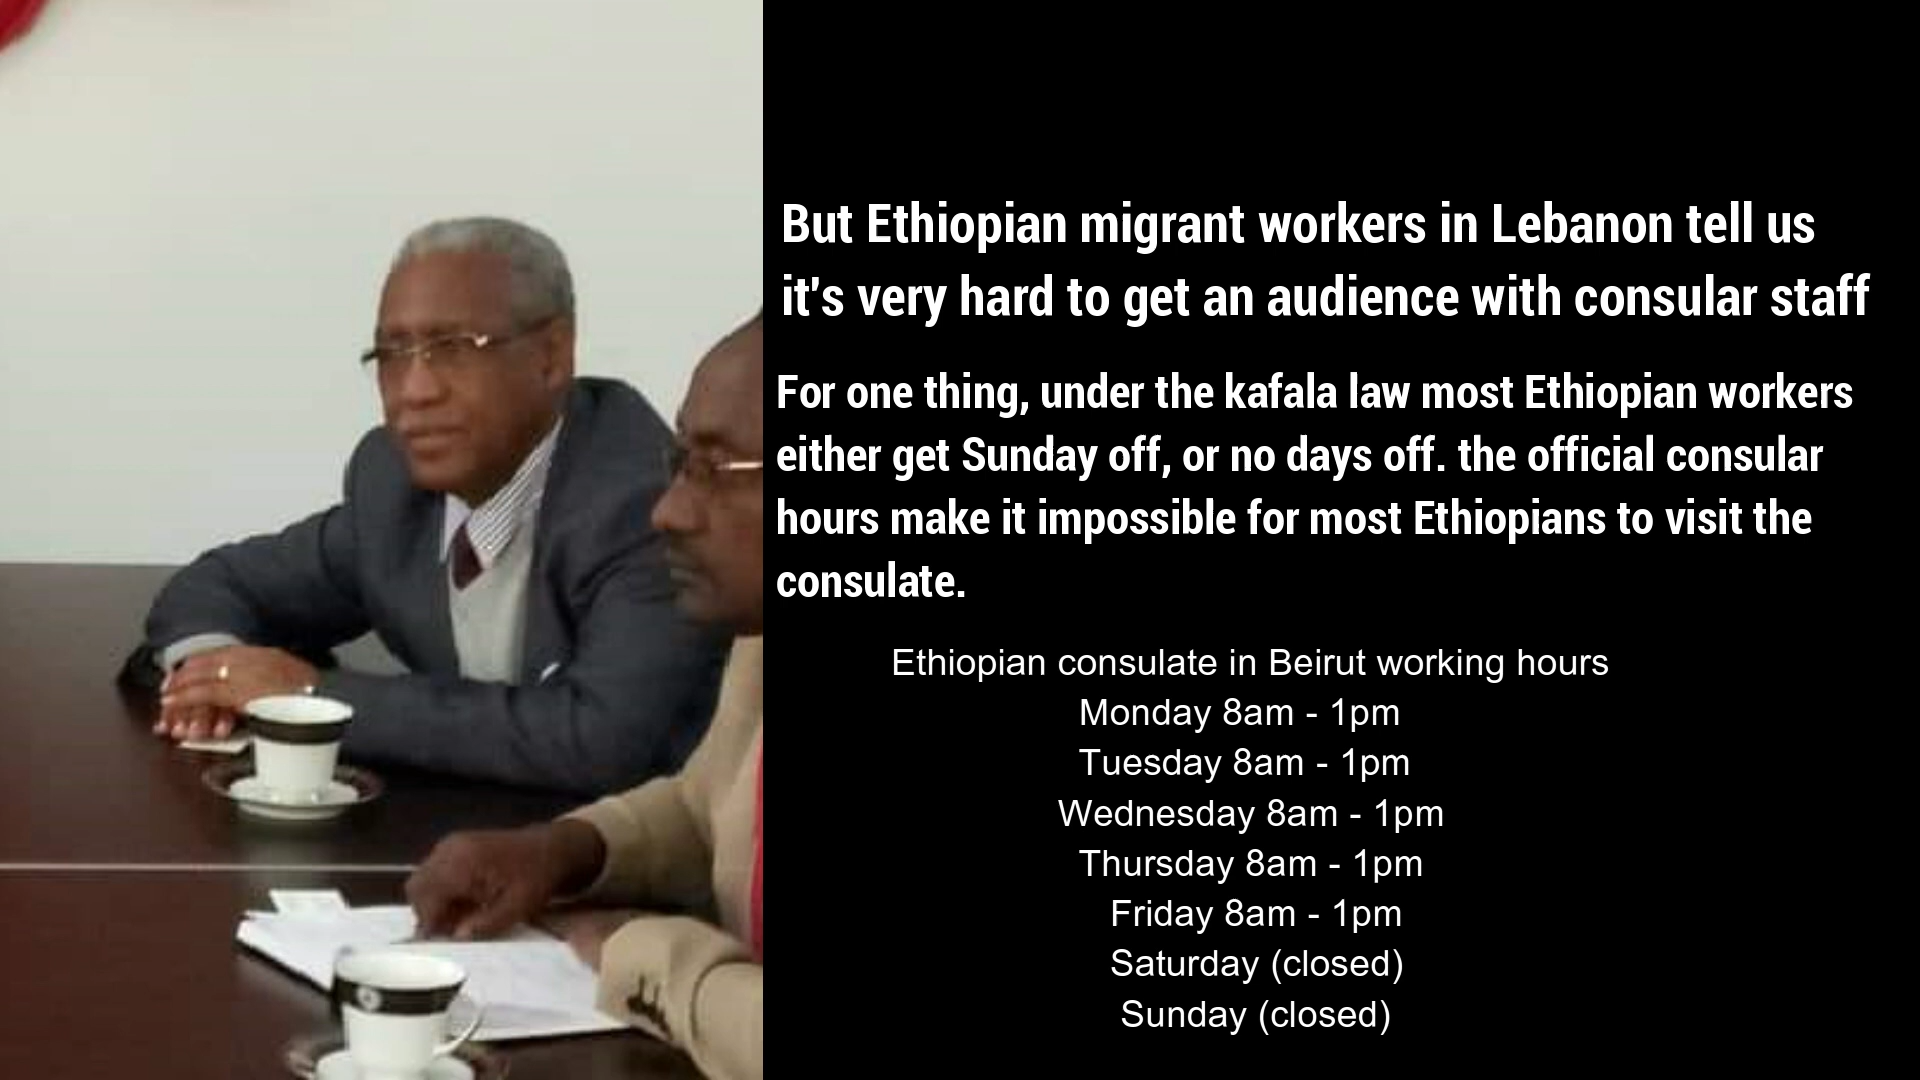 But Ethiopian migrant workers in Lebanon tell us
it's very hard to get an audience with consular staff
For one thing, under the kafala law most Ethiopian workers
either get Sunday off, or no days off. the official consular
hours make it impossible for most Ethiopians to visit the
consulate.
Ethiopian consulate in Beirut working hours
Monday 8am - 1pm
Tuesday 8am - 1pm
Wednesday 8am - 1pm
Thursday 8am - 1pm
Friday 8am - 1pm
Saturday (closed)
Sunday (closed)